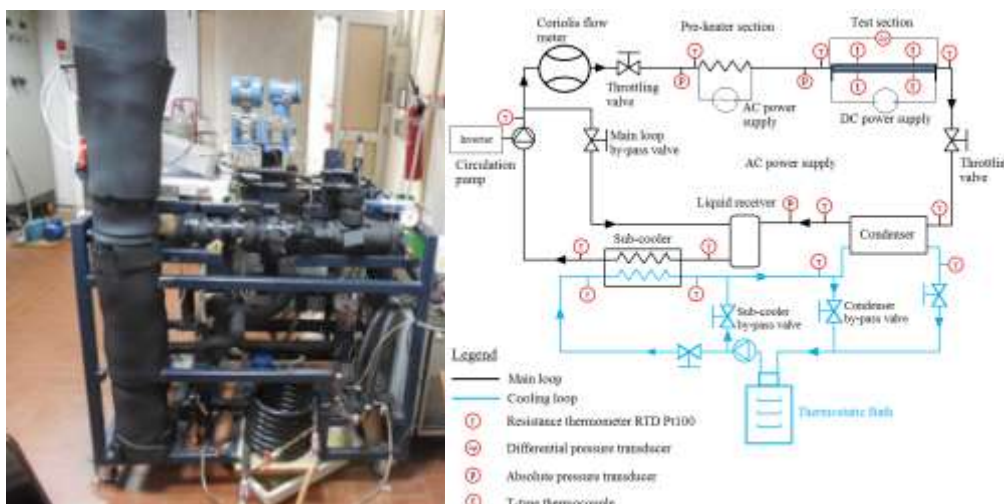 Coriolis flow
meter
Pre-heater section
Test section
T
T
T
T
T
T
P
P
Throttling
valve
AC power
supply
DC power supply
T
Inverse
Circulation
pump
Main loop
by-pass valve
AC power supply
Throttlin
valve
Liquid receiver
P
T
T
Condenser
Sub-cooler
T
T
T
T
T
T
Sub-cooler
by-pass valve
Condenser
by-pass valve
Legend
Main loop
Cooling loop
Thermostatic Bath
T
Resistance thermometer RTD Pt100
Differential pressure transducer
P
Absolute pressure transducer
T-type thermocouple